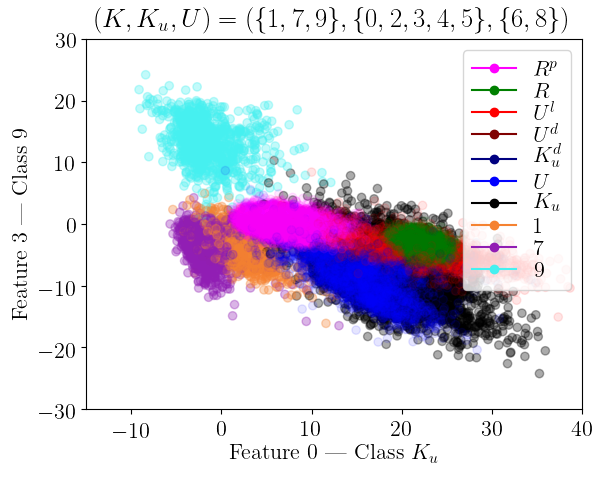 (K, K_u, U) = ({1, 7, 9}, {0, 2, 3, 4, 5}, {6, 8})
30
20
10
0
−10
−20
−30
Feature 3 — Class 9
R^p
R
U^l
U^d
K_u^d
U
K_u
1
7
9
−10
0
10
20
30
40
Feature 0 — Class K_u